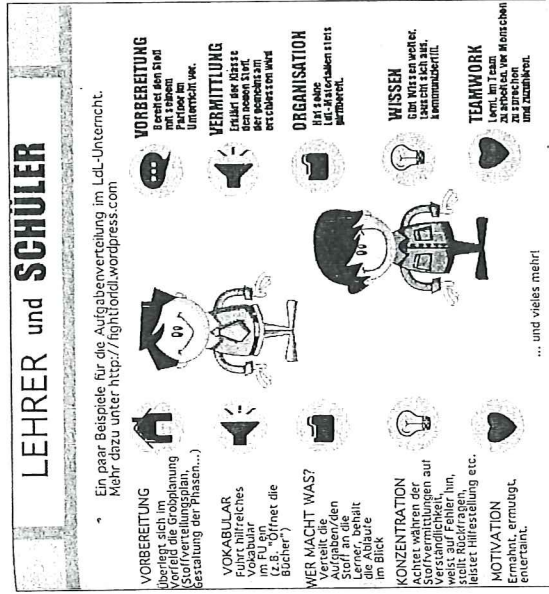 LEHRER und SCHÜLER
Ein paar Beispiele für die Aufgabenverteilung im LdL-Unterricht.
Mehr dazu unter http://fightforldl.wordpress.com
VORBEREITUNG
Überlegt sich im
Vorfeld die Grobplanung
(Stoffverteilungsplan,
Gestaltung der Phasen...)
VOKABULAR
Führt hilfreiches
Vokabular
im FU ein
(z.B. "Öffnet die
Bücher")
WER MACHT WAS?
Verteilt die
Aufgaben/den
Stoff an die
Lerner, behält
die Abläufe
im Blick
KONZENTRATION
Achtet währen der
Stoffvermittlungen auf
Verständlichkeit,
weist auf Fehler hin,
stellt Rückfragen,
leistet Hilfestellung etc.
MOTIVATION
Ermahnt, ermutigt,
entertaint.
VORBEREITUNG
Bereitet den Stoff
mit seinem
Partner im
Unterricht vor.
VERMITTLUNG
Erklärt der Klasse
den neuen Stoff,
der gemeinsam
erschlossen wird
ORGANISATION
Hat seine
LdL-Materialien stets
WISSEN
Gibt Wissen weiter,
tauscht sich aus,
kommuniziert.
TEAMWORK
Lernt, im Team
zu arbeiten, vor Menschen
zu sprechen
und zuzuhören.
... und vieles mehr!